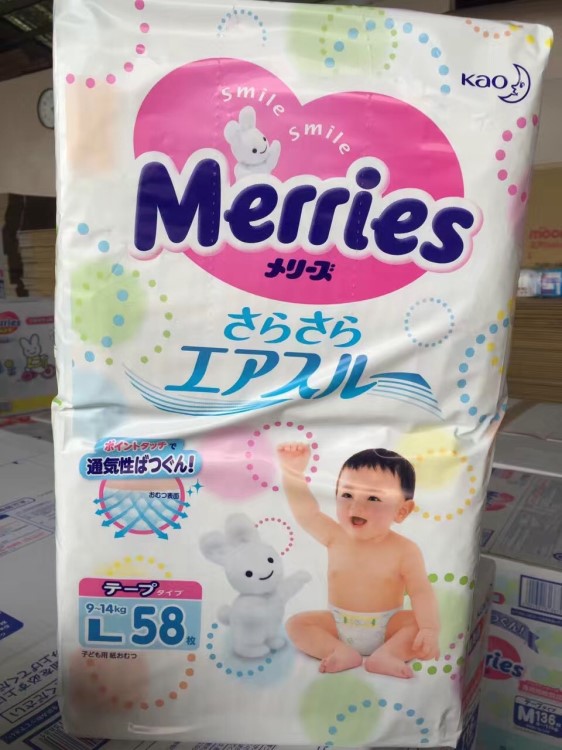 Smile Smile
Kao
Merries
メリーズ
さらさら
エアスルー
ポイントタッチで
通気性ばつぐん!
おむつ表面
テープタイプ
9~14kg
L58枚
子ども用 紙おむつ
Merries
Merries
M136